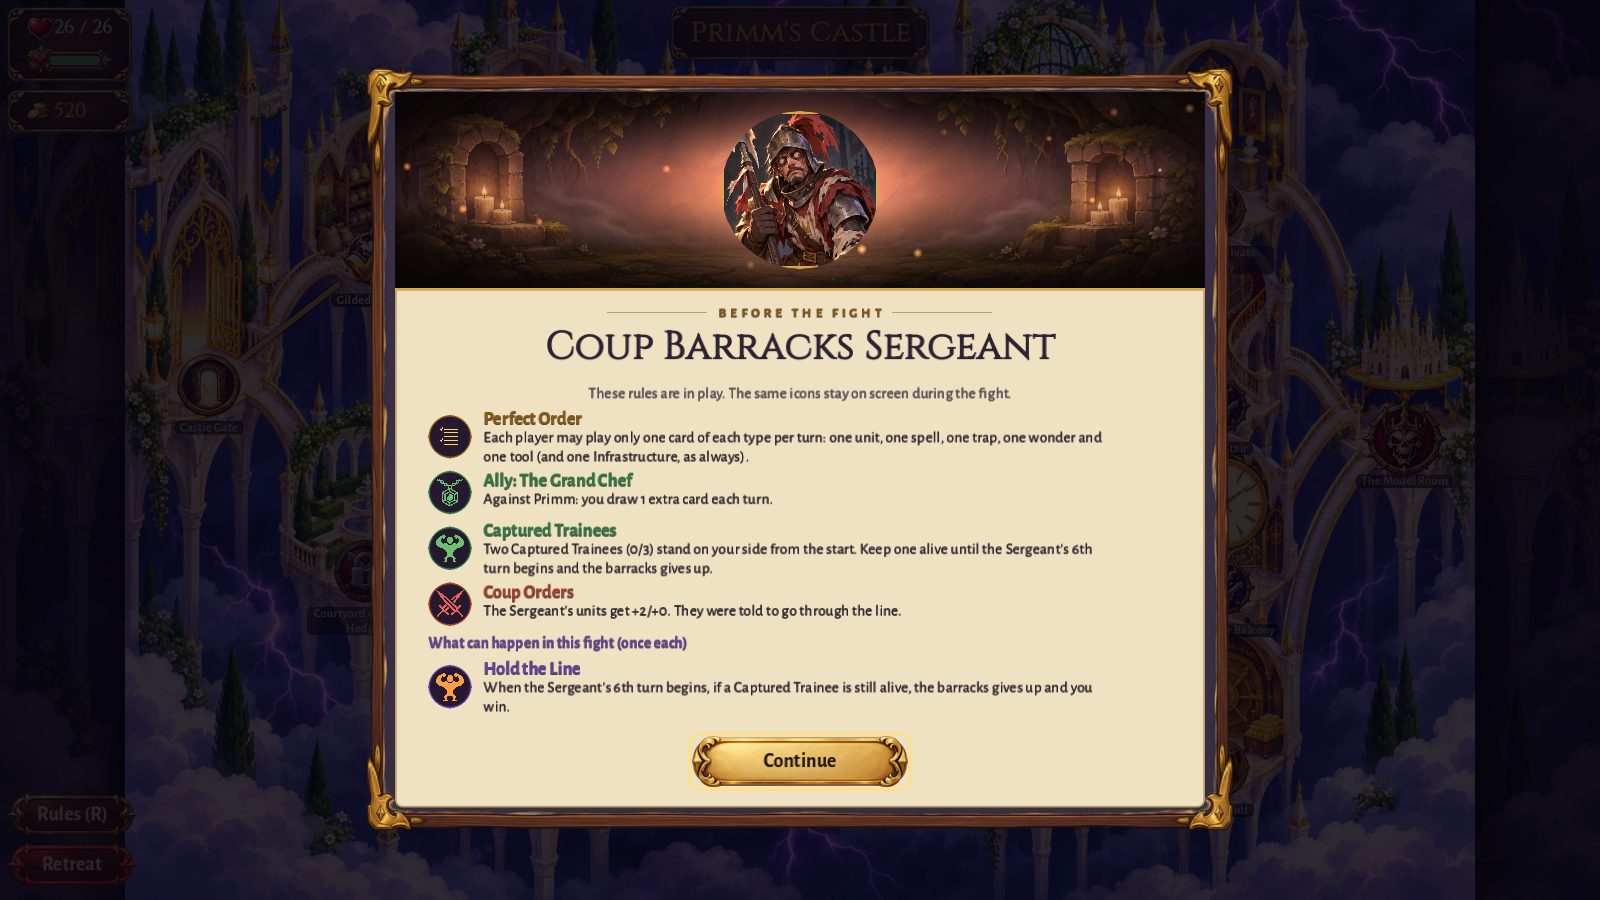 26 / 26
PRIMM'S CASTLE
520
BEFORE THE FIGHT
COUP BARRACKS SERGEANT
These rules are in play. The same icons stay on screen during the fight.
Perfect Order
Each player may play only one card of each type per turn: one unit, one spell, one trap, one wonder and
one tool (and one Infrastructure, as always).
Ally: The Grand Chef
Against Primm: you draw 1 extra card each turn.
Captured Trainees
Two Captured Trainees (0/3) stand on your side from the start. Keep one alive until the Sergeant's 6th
turn begins and the barracks gives up.
Coup Orders
The Sergeant's units get +2/+0. They were told to go through the line.
What can happen in this fight (once each)
Hold the Line
When the Sergeant's 6th turn begins, if a Captured Trainee is still alive, the barracks gives up and you
win.
Continue
Gilded
Castle Gate
Courtyard
The Model Room
Balcony
Rules (R)
Retreat